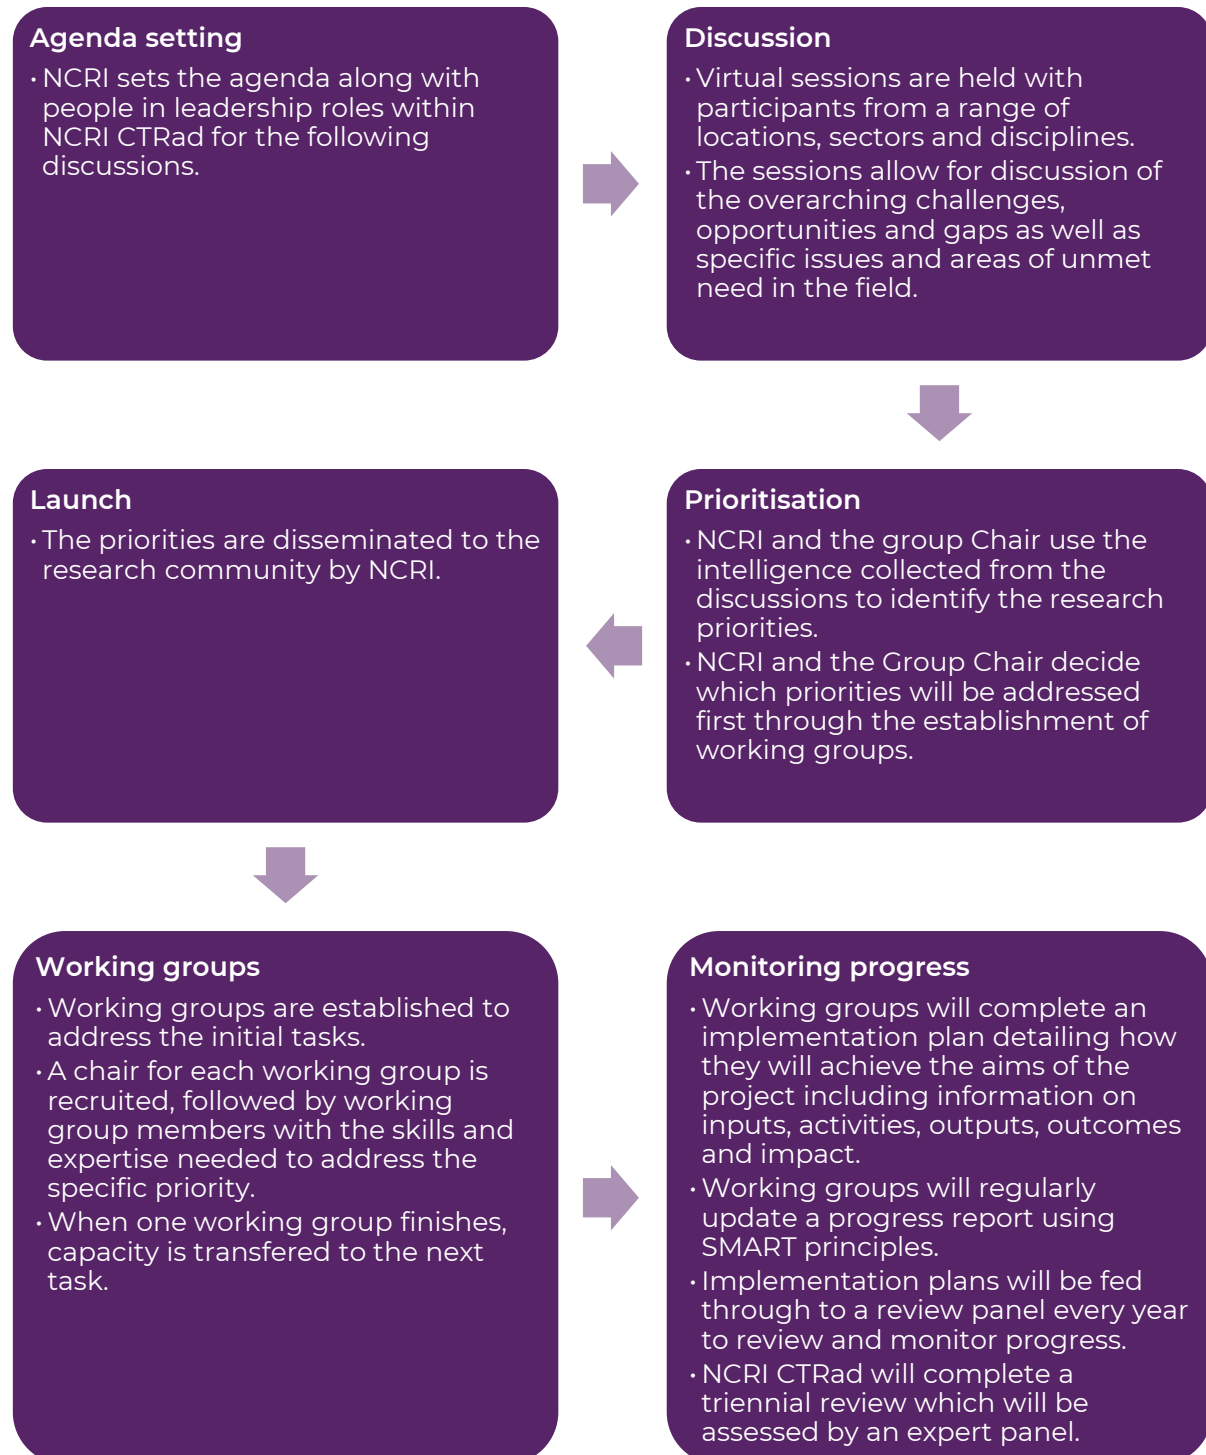 Agenda setting
· NCRI sets the agenda along with
people in leadership roles within
NCRI CTRad for the following
discussions.
Discussion
· Virtual sessions are held with
participants from a range of
locations, sectors and disciplines.
· The sessions allow for discussion of
the overarching challenges,
opportunities and gaps as well as
specific issues and areas of unmet
need in the field.
Prioritisation
· NCRI and the group Chair use the
intelligence collected from the
discussions to identify the research
priorities.
· NCRI and the Group Chair decide
which priorities will be addressed
first through the establishment of
working groups.
Launch
· The priorities are disseminated to the
research community by NCRI.
Working groups
· Working groups are established to
address the initial tasks.
· A chair for each working group is
recruited, followed by working
group members with the skills and
expertise needed to address the
specific priority.
· When one working group finishes,
capacity is transfered to the next
task.
Monitoring progress
· Working groups will complete an
implementation plan detailing how
they will achieve the aims of the
project including information on
inputs, activities, outputs, outcomes
and impact.
· Working groups will regularly
update a progress report using
SMART principles.
· Implementation plans will be fed
through to a review panel every year
to review and monitor progress.
· NCRI CTRad will complete a
triennial review which will be
assessed by an expert panel.